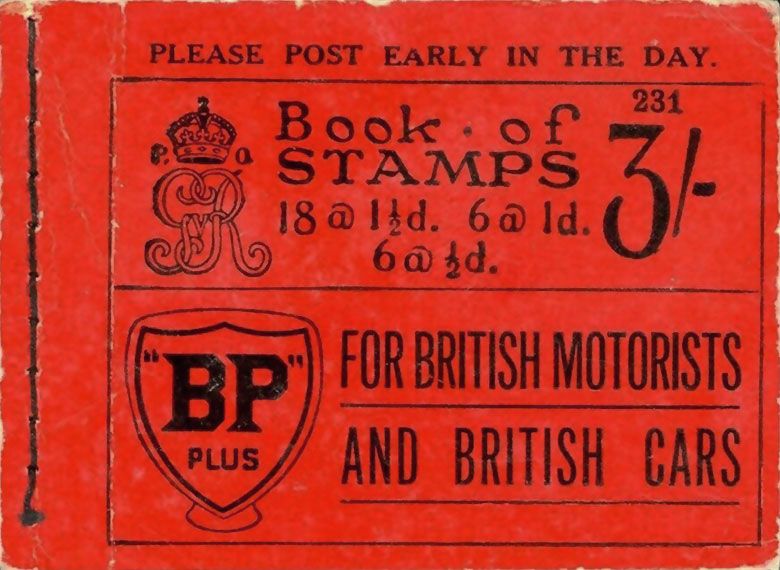 PLEASE POST EARLY IN THE DAY.
231
P. O.
GvR
Book of
STAMPS
3/-
18 @ 1½d. 6 @ 1d.
6 @ ½d.
"BP"
PLUS
FOR BRITISH MOTORISTS
AND BRITISH CARS